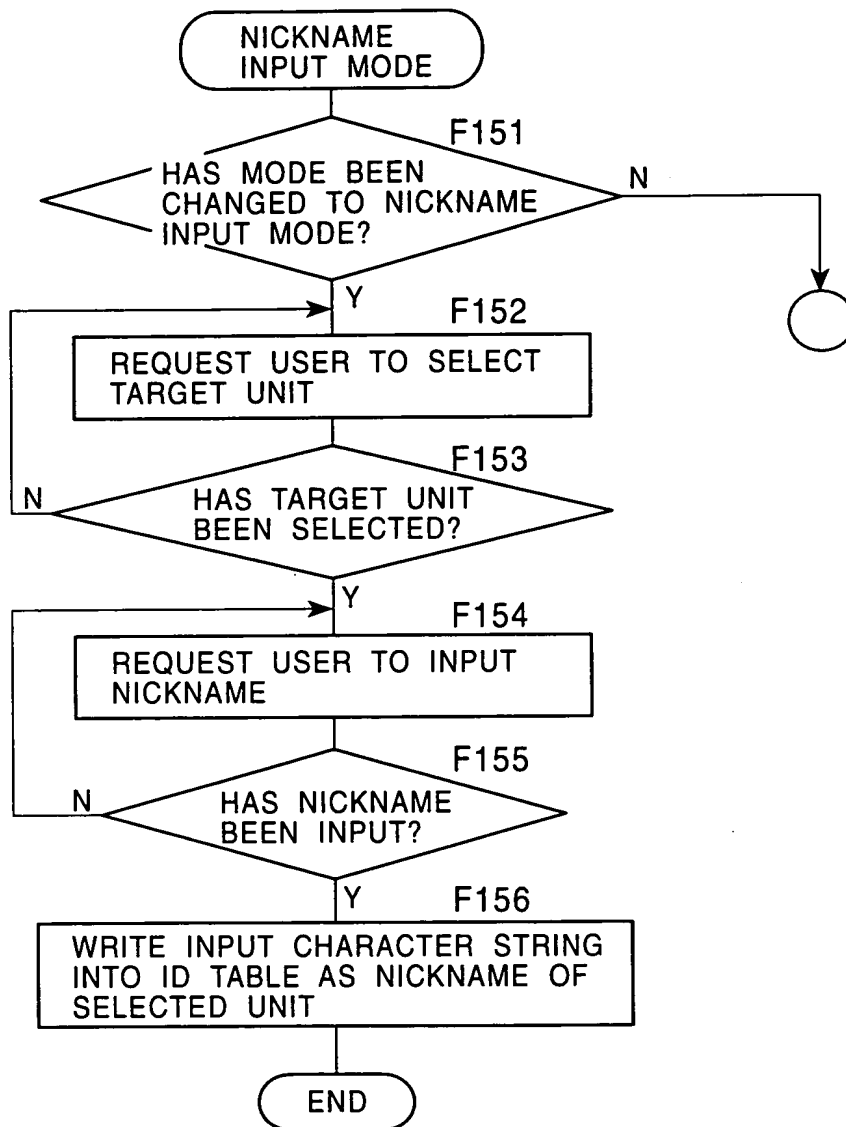 NICKNAME
INPUT MODE
F151
HAS MODE BEEN
CHANGED TO NICKNAME
INPUT MODE?
N
Y
F152
REQUEST USER TO SELECT
TARGET UNIT
F153
N
HAS TARGET UNIT
BEEN SELECTED?
Y
F154
REQUEST USER TO INPUT
NICKNAME
F155
N
HAS NICKNAME
BEEN INPUT?
Y
F156
WRITE INPUT CHARACTER STRING
INTO ID TABLE AS NICKNAME OF
SELECTED UNIT
END